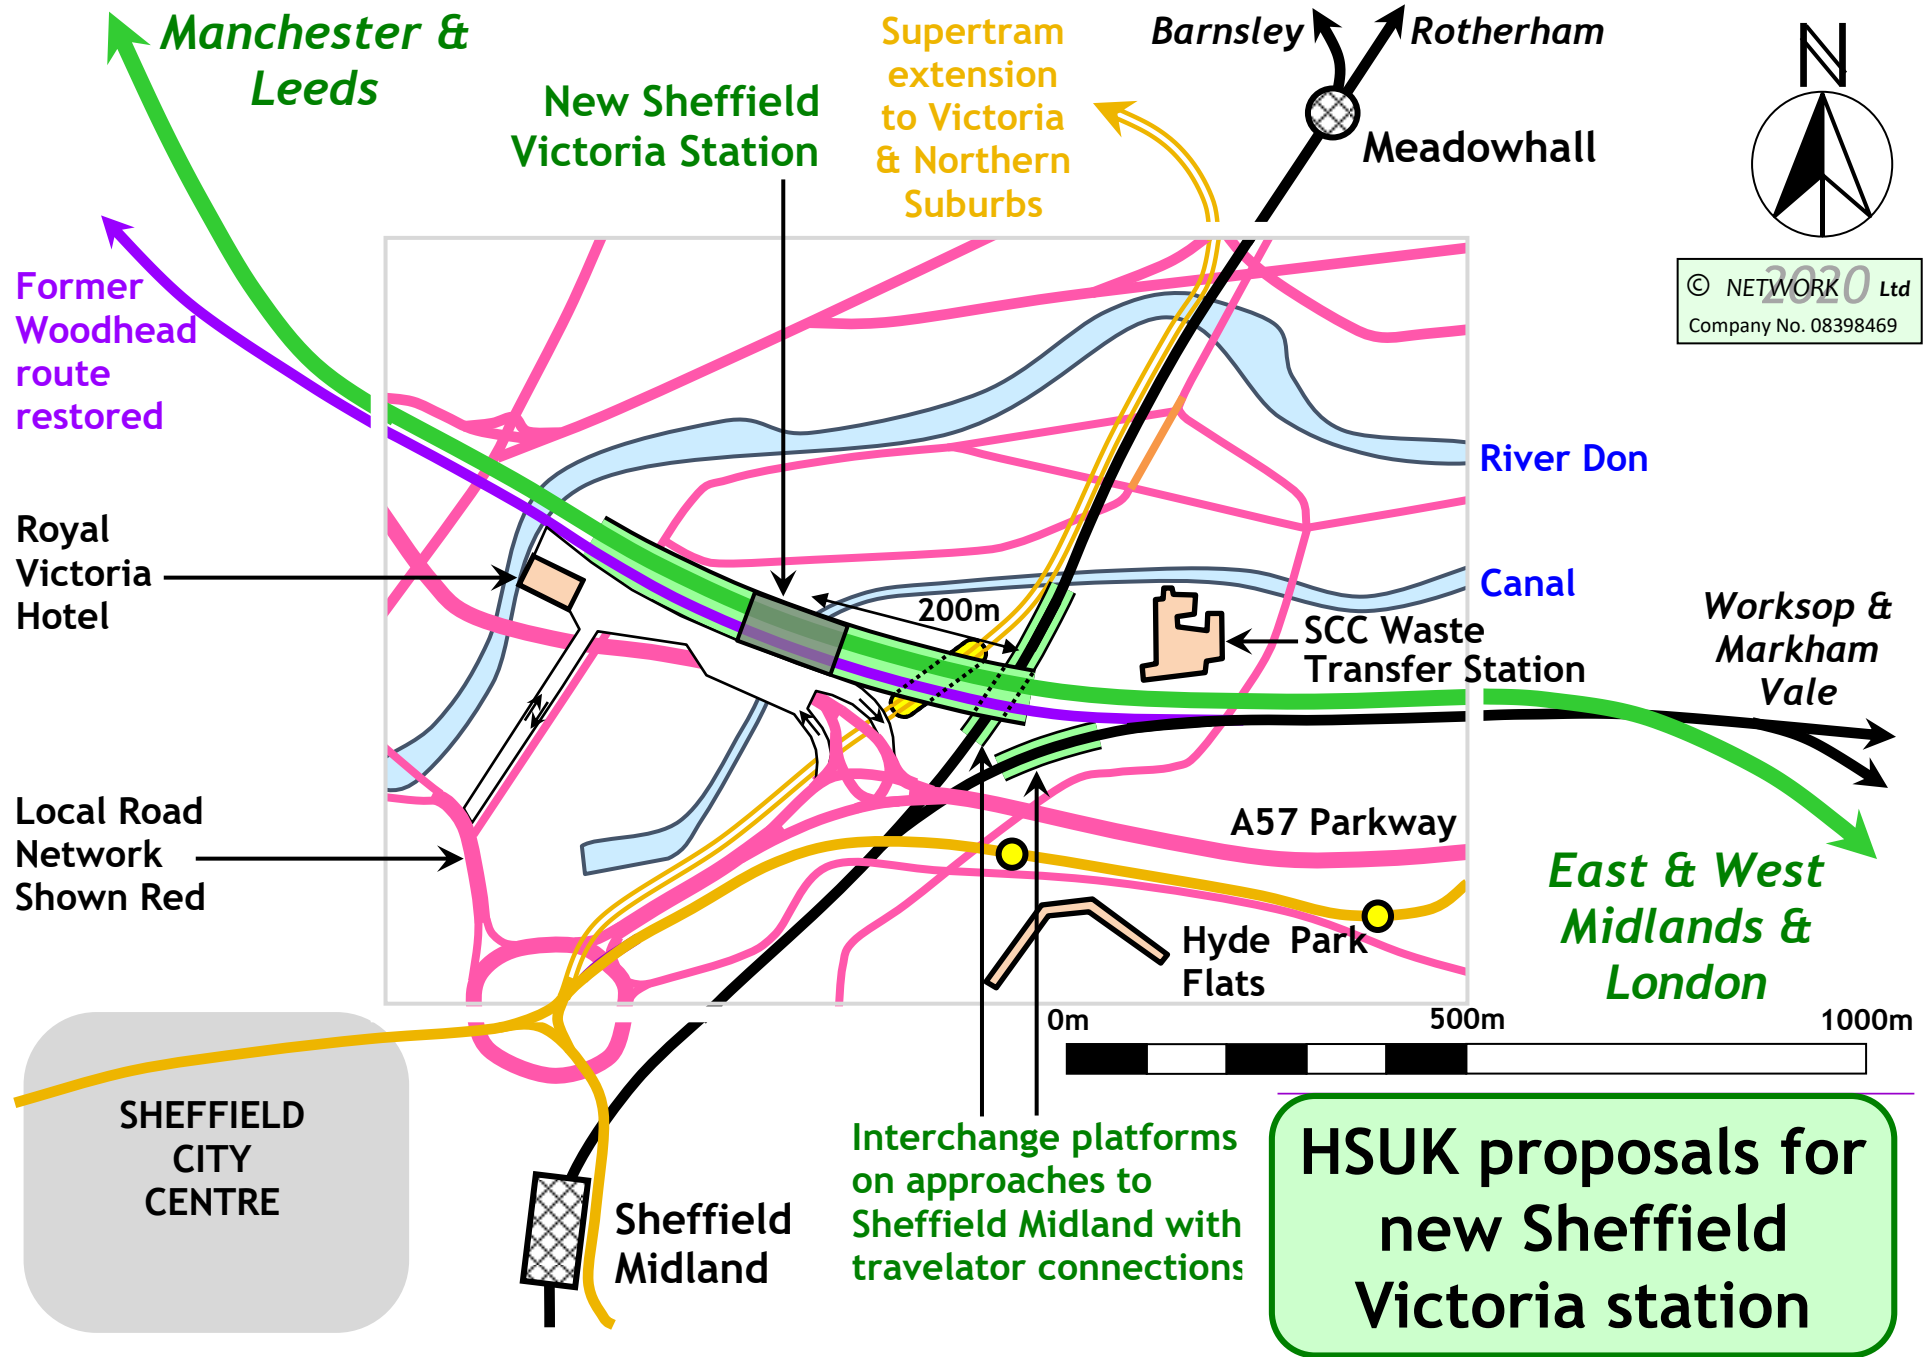 Manchester &
Leeds
New Sheffield
Victoria Station
Supertram
extension
to Victoria
& Northern
Suburbs
Barnsley
Rotherham
Meadowhall
N
© NETWORK 2020 Ltd
Company No. 08398469
Former
Woodhead
route
restored
River Don
Royal
Victoria
Hotel
Canal
200m
SCC Waste
Transfer Station
Worksop &
Markham
Vale
Local Road
Network
Shown Red
A57 Parkway
East & West
Midlands &
London
Hyde Park
Flats
0m
500m
1000m
SHEFFIELD
CITY
CENTRE
Sheffield
Midland
Interchange platforms
on approaches to
Sheffield Midland with
travelator connections
HSUK proposals for
new Sheffield
Victoria station